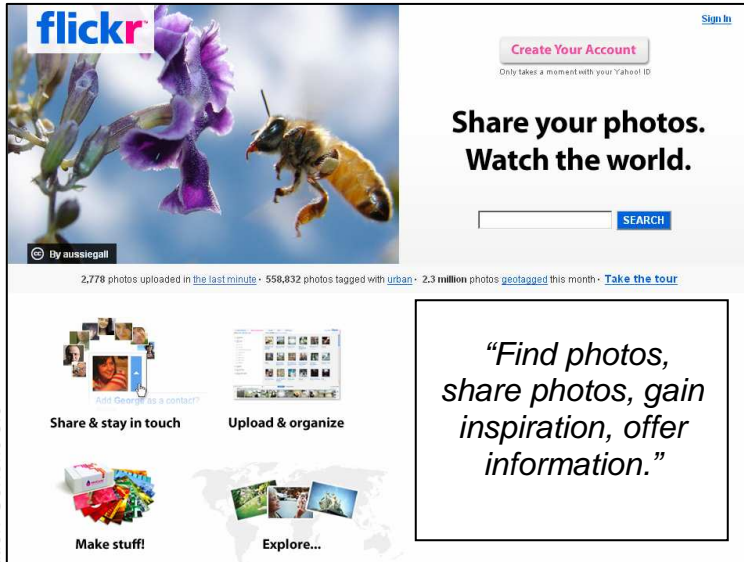 flickr
Sign In
Create Your Account
Only takes a moment with your Yahoo! ID
Share your photos.
Watch the world.
SEARCH
By aussiegall
2,778 photos uploaded in the last minute · 558,832 photos tagged with urban · 2.3 million photos geotagged this month · Take the tour
Add George as a contact?
Share & stay in touch
Upload & organize
“Find photos,
share photos, gain
inspiration, offer
information.”
Make stuff!
Explore...